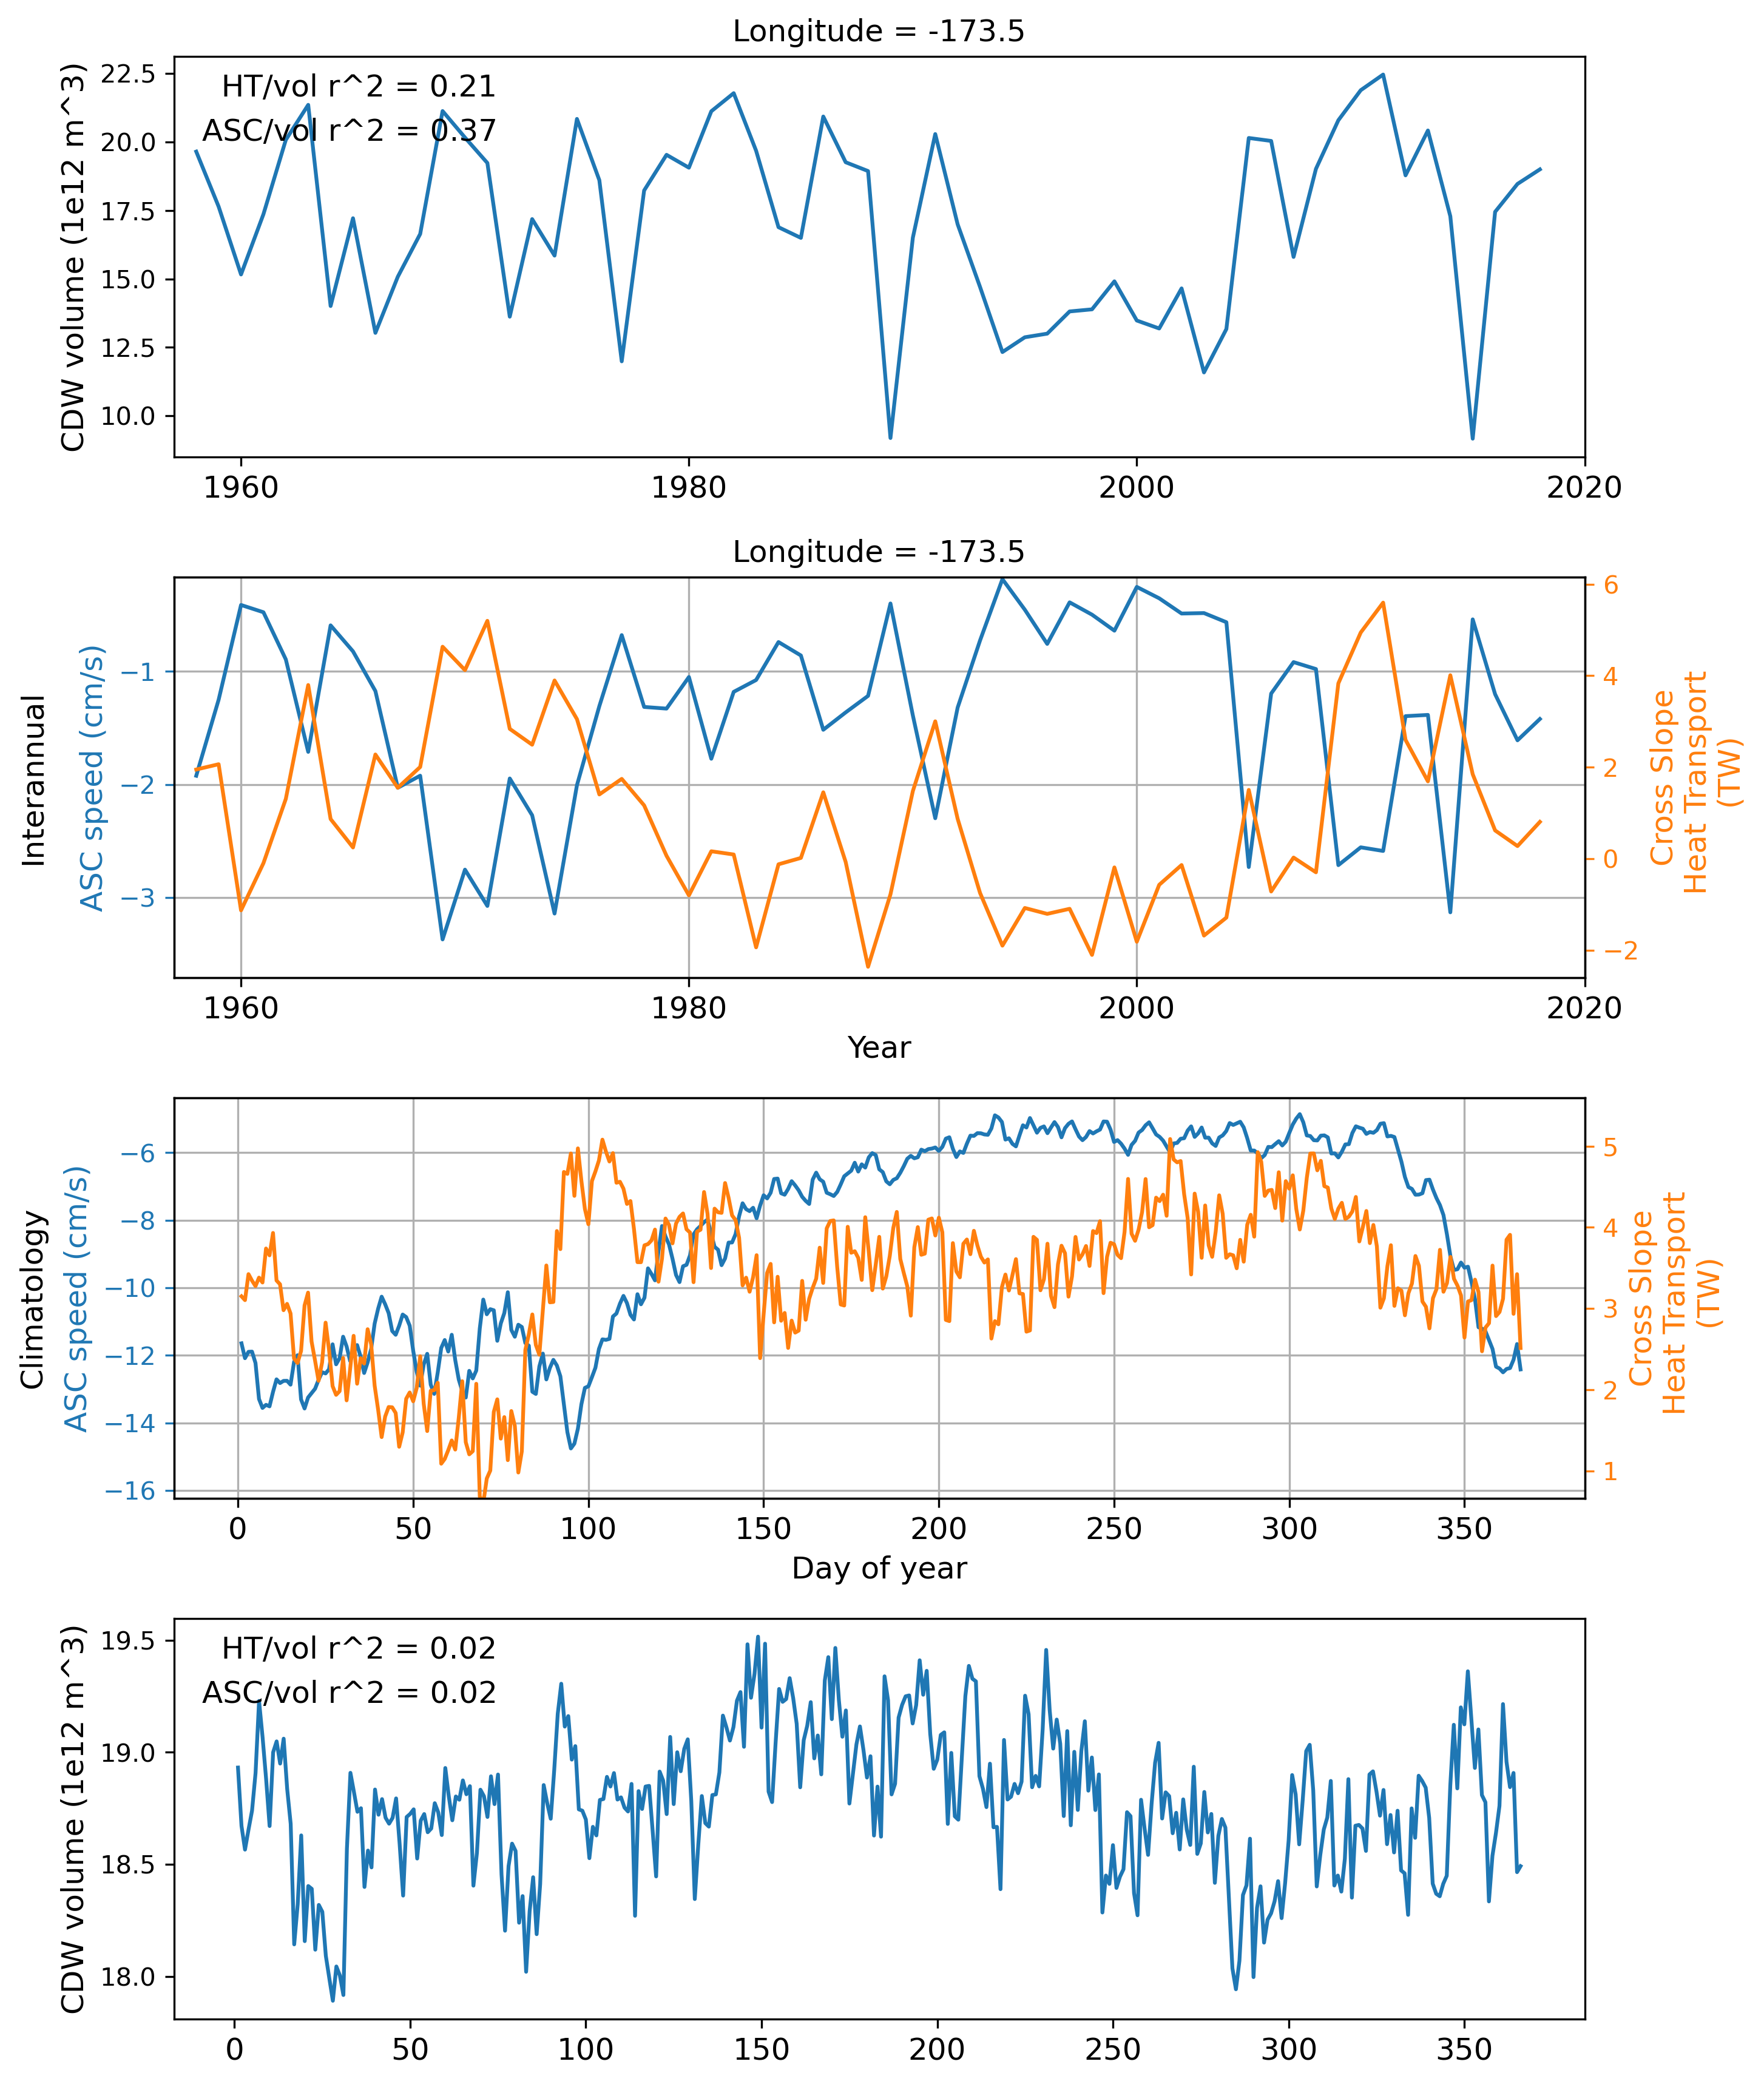 Longitude = -173.5
HT/vol r^2 = 0.21
ASC/vol r^2 = 0.37
CDW volume (1e12 m^3)
22.5
20.0
17.5
15.0
12.5
10.0
1960
1980
2000
2020
Longitude = -173.5
Interannual
ASC speed (cm/s)
−1
−2
−3
6
4
2
0
−2
Cross Slope
Heat Transport
(TW)
1960
1980
2000
2020
Year
Climatology
ASC speed (cm/s)
−6
−8
−10
−12
−14
−16
5
4
3
2
1
Cross Slope
Heat Transport
(TW)
0
50
100
150
200
250
300
350
Day of year
HT/vol r^2 = 0.02
ASC/vol r^2 = 0.02
CDW volume (1e12 m^3)
19.5
19.0
18.5
18.0
0
50
100
150
200
250
300
350